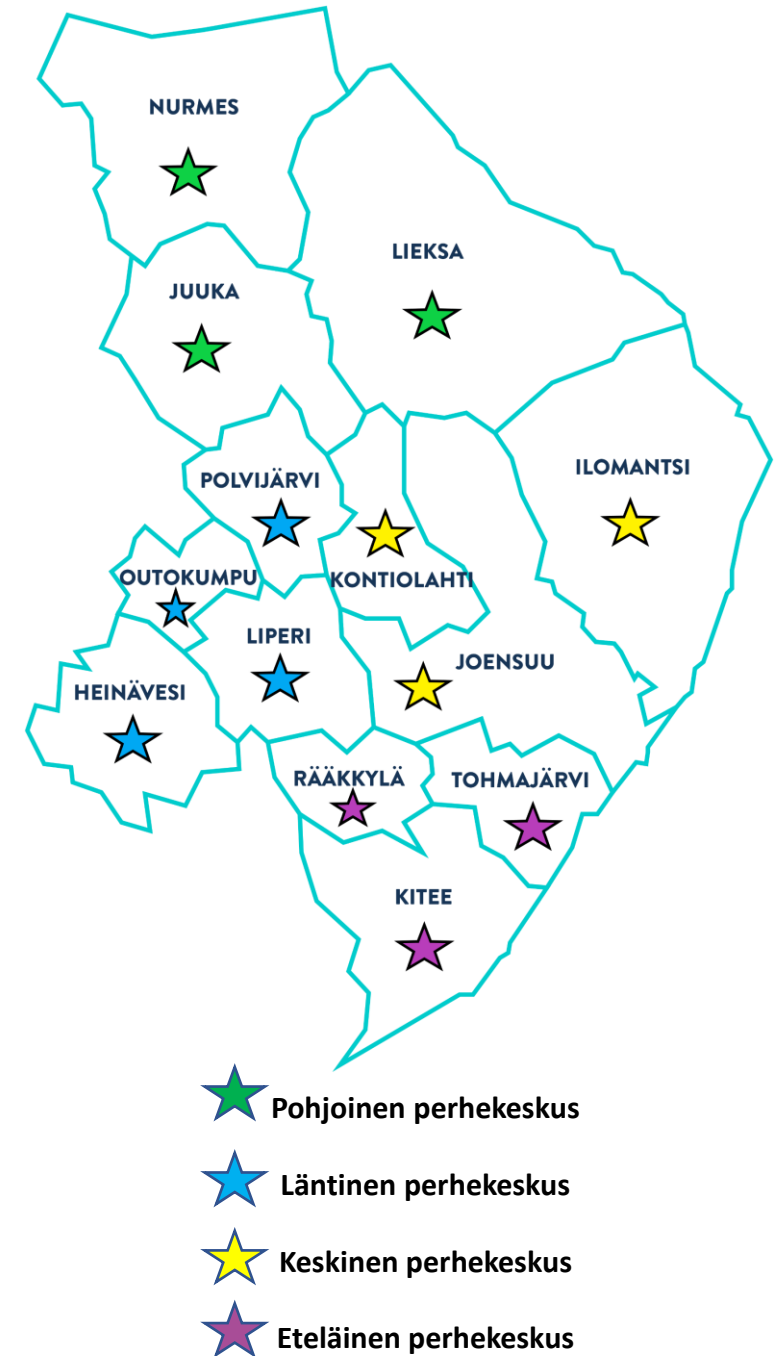 NURMES
LIEKSA
JUUKA
ILOMANTSI
POLVIJÄRVI
OUTOKUMPU
KONTIOLAHTI
LIPERI
JOENSUU
HEINÄVESI
RÄÄKKYLÄ
TOHMAJÄRVI
KITEE
Pohjoinen perhekeskus
Läntinen perhekeskus
Keskinen perhekeskus
Eteläinen perhekeskus